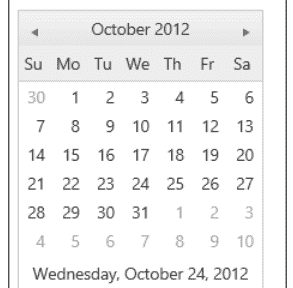 October 2012
Su Mo Tu We Th Fr Sa
30 1 2 3 4 5 6
7 8 9 10 11 12 13
14 15 16 17 18 19 20
21 22 23 24 25 26 27
28 29 30 31 1 2 3
4 5 6 7 8 9 10
Wednesday, October 24, 2012